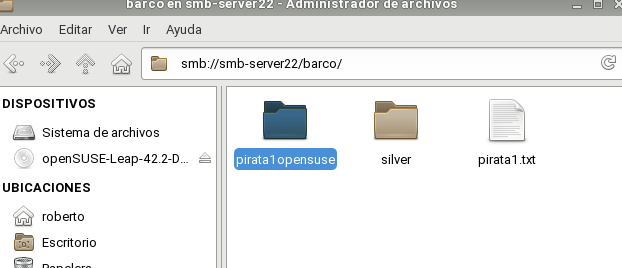 barco en smb-server22 - Administrador de archivos
Archivo Editar Ver Ir Ayuda
smb://smb-server22/barco/
DISPOSITIVOS
Sistema de archivos
openSUSE-Leap-42.2-D...
UBICACIONES
roberto
Escritorio
Papelera
pirata1opensuse silver pirata1.txt